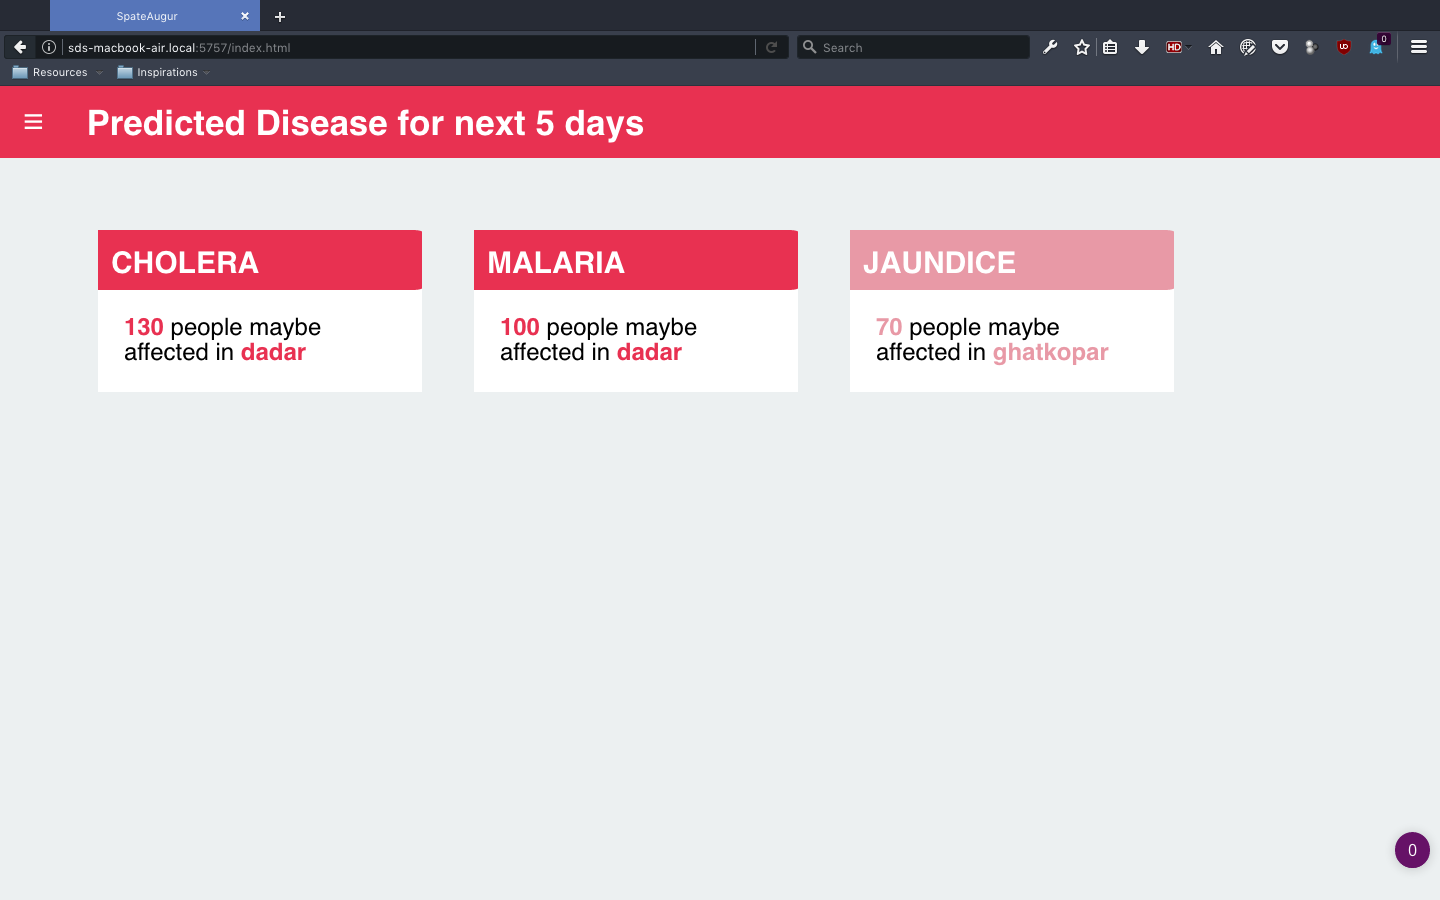 SpateAugur
sds-macbook-air.local:5757/index.html
Search
HD
0
Resources
Inspirations
Predicted Disease for next 5 days
CHOLERA
130 people maybe
affected in dadar
MALARIA
100 people maybe
affected in dadar
JAUNDICE
70 people maybe
affected in ghatkopar
0